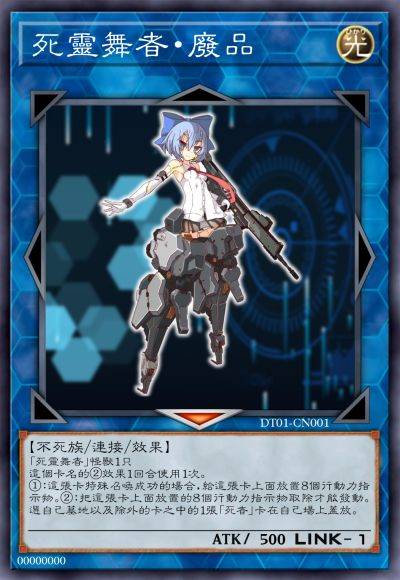 死靈舞者・廢品
光
DT01-CN001
【不死族/連接/效果】
「死靈舞者」怪獸1只
這個卡名的②效果1回合使用1次。
①:這張卡特殊召喚成功的場合,給這張卡上面放置8個行動力指
示物。②:把這張卡上面放置的8個行動力指示物取除才能發動。
選自己墓地以及除外的卡之中的1張「死者」卡在自己場上蓋放。
ATK/ 500 LINK-1
00000000